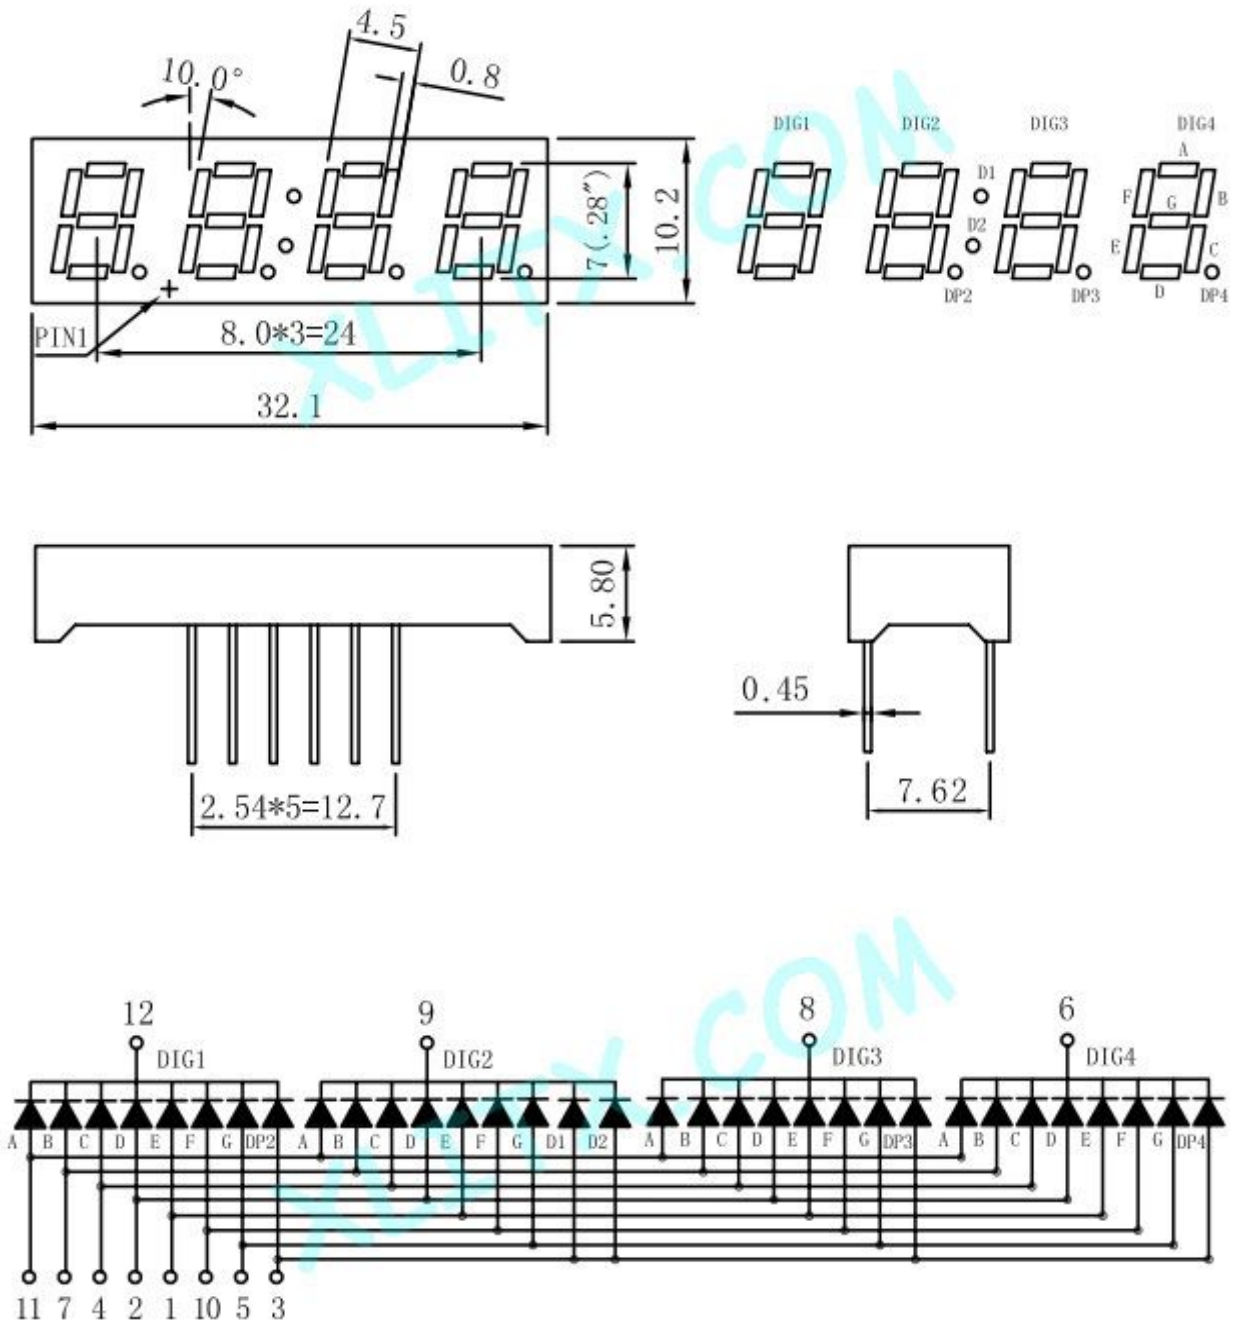 4.5
10.0°
0.8
7(.28")
10.2
PIN1
8.0*3=24
32.1
DIG1 DIG2 DIG3 DIG4
A
D1
F G B
D2
E C
DP2 DP3 D DP4
XLITX.COM
5.80
2.54*5=12.7
0.45
7.62
12 9 8 6
DIG1 DIG2 DIG3 DIG4
A B C D E F G DP2 A B C D E F G D1 D2 A B C D E F G DP3 A B C D E F G DP4
XLITX.COM
11 7 4 2 1 10 5 3